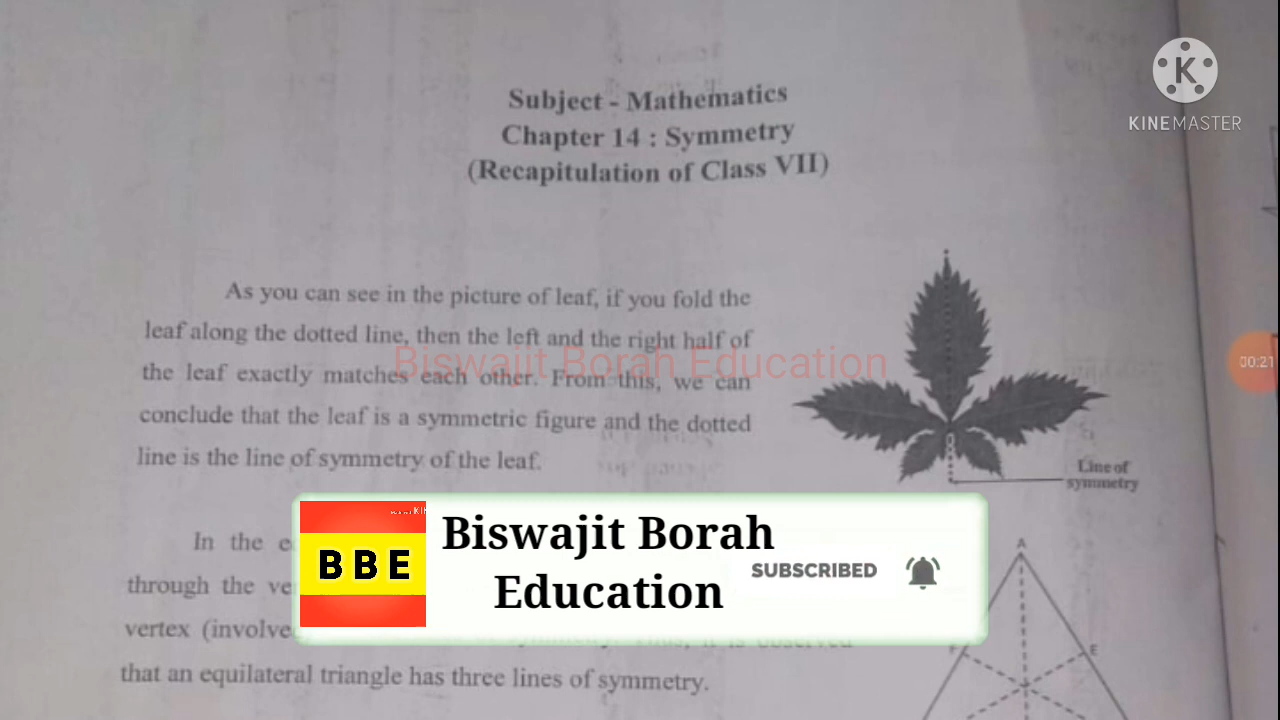 Subject - Mathematics
Chapter 14 : Symmetry
(Recapitulation of Class VII)
KINEMASTER
As you can see in the picture of leaf, if you fold the
leaf along the dotted line, then the left and the right half of
the leaf exactly matches each other. From this, we can
conclude that the leaf is a symmetric figure and the dotted
line is the line of symmetry of the leaf.
Biswajit Borah Education
00:21
Line of
symmetry
In the
through the
vertex
that an equilateral triangle has three lines of symmetry.
BBE
Biswajit Borah
Education
SUBSCRIBED
A
F
E